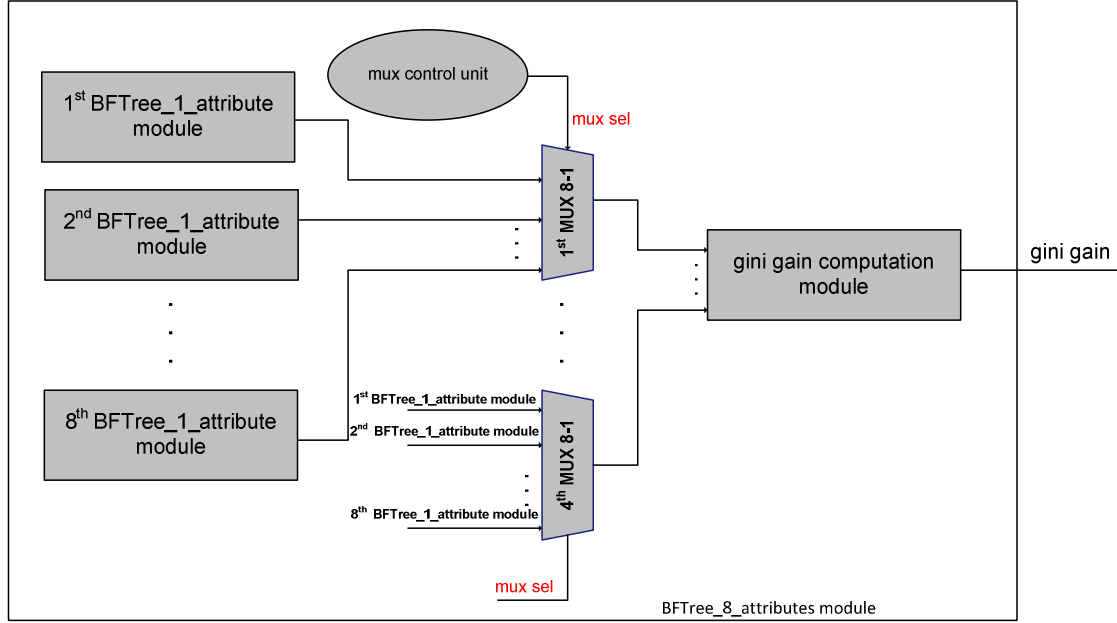 mux control unit
1st BFTree_1_attribute
module
mux sel
2nd BFTree_1_attribute
module
1st MUX 8-1
gini gain computation
module
gini gain
8th BFTree_1_attribute
module
1st BFTree_1_attribute module
2nd BFTree_1_attribute module
8th BFTree_1_attribute module
4th MUX 8-1
mux sel
BFTree_8_attributes module